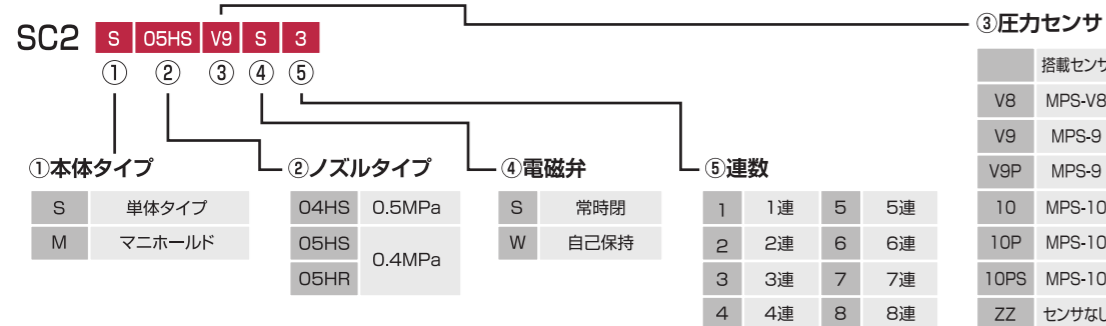 SC2 S 05HS V9 S 3
① ② ③ ④ ⑤
①本体タイプ
S 単体タイプ
M マニホールド
②ノズルタイプ
04HS 0.5MPa
05HS 0.4MPa
05HR
④電磁弁
S 常時閉
W 自己保持
⑤連数
1 1連 5 5連
2 2連 6 6連
3 3連 7 7連
4 4連 8 8連
③圧力センサ
搭載センサ
V8 MPS-V8
V9 MPS-9
V9P MPS-9
10 MPS-10
10P MPS-10
10PS MPS-10
ZZ センサなし